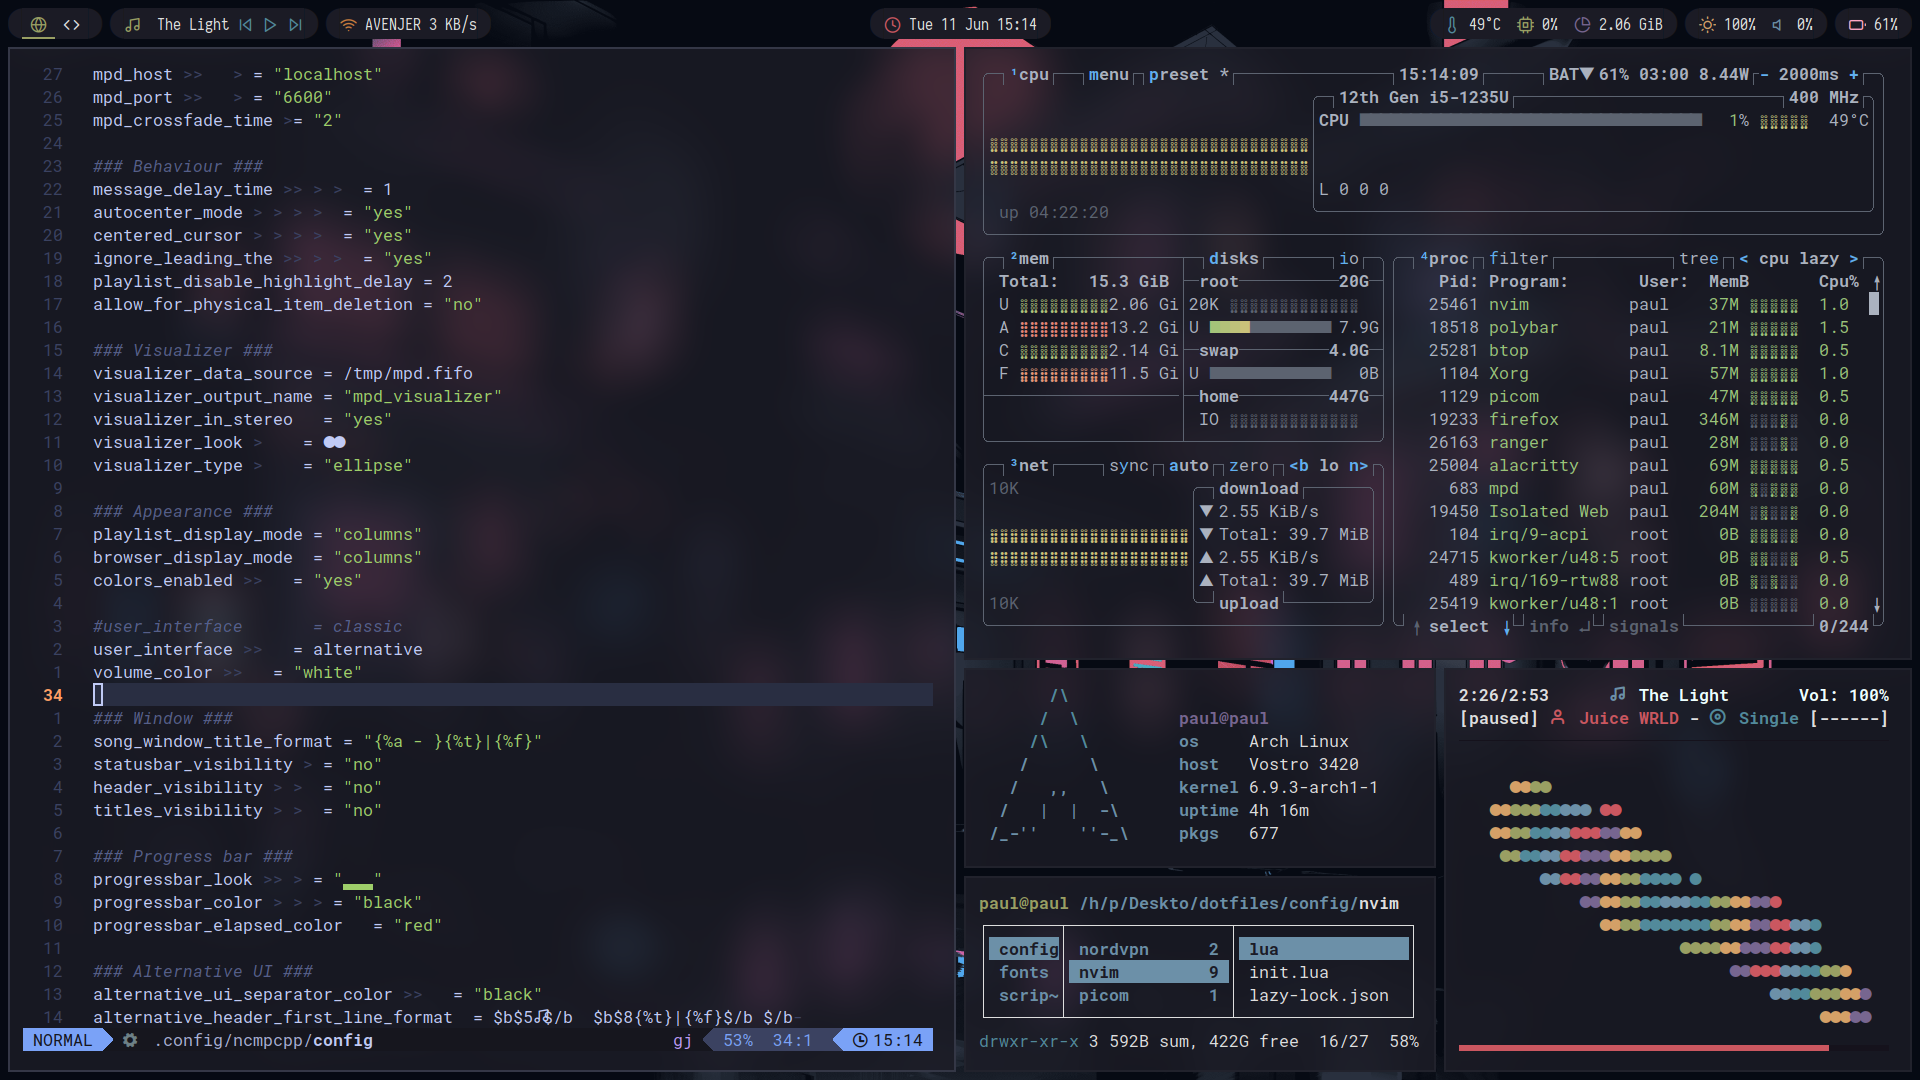 The Light
AVENJER 3 KB/s
Tue 11 Jun 15:14
49°C 0% 2.06 GiB
100% 0%
61%
27 mpd_host >> > = "localhost"
26 mpd_port >> > = "6600"
25 mpd_crossfade_time >= "2"
24
23 ### Behaviour ###
22 message_delay_time >> > > = 1
21 autocenter_mode > > > > = "yes"
20 centered_cursor > > > > = "yes"
19 ignore_leading_the >> > > = "yes"
18 playlist_disable_highlight_delay = 2
17 allow_for_physical_item_deletion = "no"
16
15 ### Visualizer ###
14 visualizer_data_source = /tmp/mpd.fifo
13 visualizer_output_name = "mpd_visualizer"
12 visualizer_in_stereo = "yes"
11 visualizer_look > = ●●
10 visualizer_type > = "ellipse"
9
8 ### Appearance ###
7 playlist_display_mode = "columns"
6 browser_display_mode = "columns"
5 colors_enabled >> = "yes"
4
3 #user_interface = classic
2 user_interface >> = alternative
1 volume_color >> = "white"
34
1 ### Window ###
2 song_window_title_format = "{%a - }{%t}|{%f}"
3 statusbar_visibility > = "no"
4 header_visibility > > = "no"
5 titles_visibility > > = "no"
6
7 ### Progress bar ###
8 progressbar_look >> > = "▂▂▂"
9 progressbar_color > > > = "black"
10 progressbar_elapsed_color = "red"
11
12 ### Alternative UI ###
13 alternative_ui_separator_color >> = "black"
14 alternative_header_first_line_format = $b$5♫$/b $b$8{%t}|{%f}$/b $/b-
NORMAL .config/ncmpcpp/config gj 53% 34:1 15:14
¹cpu menu preset * 15:14:09 BAT▼ 61% 03:00 8.44W - 2000ms +
12th Gen i5-1235U 400 MHz
CPU 1% 49°C
L 0 0 0
up 04:22:20
²mem disks io
Total: 15.3 GiB root 20G
U 2.06 Gi 20K
A 13.2 Gi U 7.9G
C 2.14 Gi swap 4.0G
F 11.5 Gi U 0B
home 447G
IO
³net sync auto zero <b lo n>
10K download
▼ 2.55 KiB/s
▼ Total: 39.7 MiB
▲ 2.55 KiB/s
▲ Total: 39.7 MiB
10K upload
⁴proc filter tree < cpu lazy >
Pid: Program: User: MemB Cpu% ↑
25461 nvim paul 37M 1.0
18518 polybar paul 21M 1.5
25281 btop paul 8.1M 0.5
1104 Xorg paul 57M 1.0
1129 picom paul 47M 0.5
19233 firefox paul 346M 0.0
26163 ranger paul 28M 0.0
25004 alacritty paul 69M 0.5
683 mpd paul 60M 0.0
19450 Isolated Web paul 204M 0.0
104 irq/9-acpi root 0B 0.0
24715 kworker/u48:5 root 0B 0.5
489 irq/169-rtw88 root 0B 0.0
25419 kworker/u48:1 root 0B 0.0 ↓
↑ select ↓ info ↵ signals 0/244
paul@paul
os Arch Linux
host Vostro 3420
kernel 6.9.3-arch1-1
uptime 4h 16m
pkgs 677
paul@paul /h/p/Deskto/dotfiles/config/nvim
config nordvpn 2 lua
fonts nvim 9 init.lua
scrip~ picom 1 lazy-lock.json
drwxr-xr-x 3 592B sum, 422G free 16/27 58%
2:26/2:53 The Light Vol: 100%
[paused] Juice WRLD - Single [------]